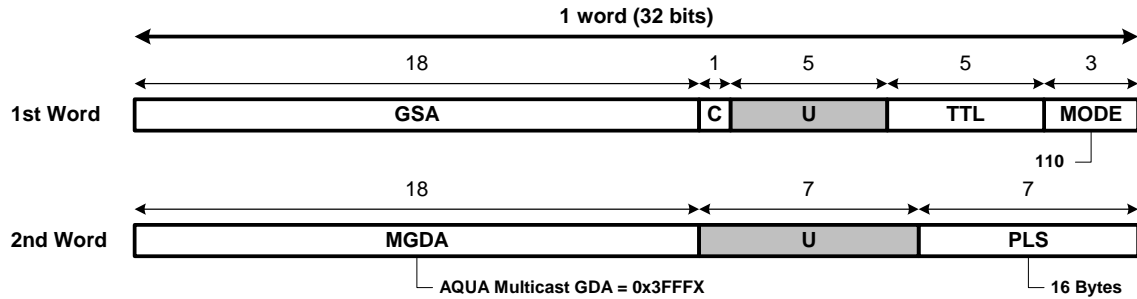 1 word (32 bits)
18 1 5 5 3
1st Word GSA C U TTL MODE
110
18 7 7
2nd Word MGDA U PLS
AQUA Multicast GDA = 0x3FFFX 16 Bytes